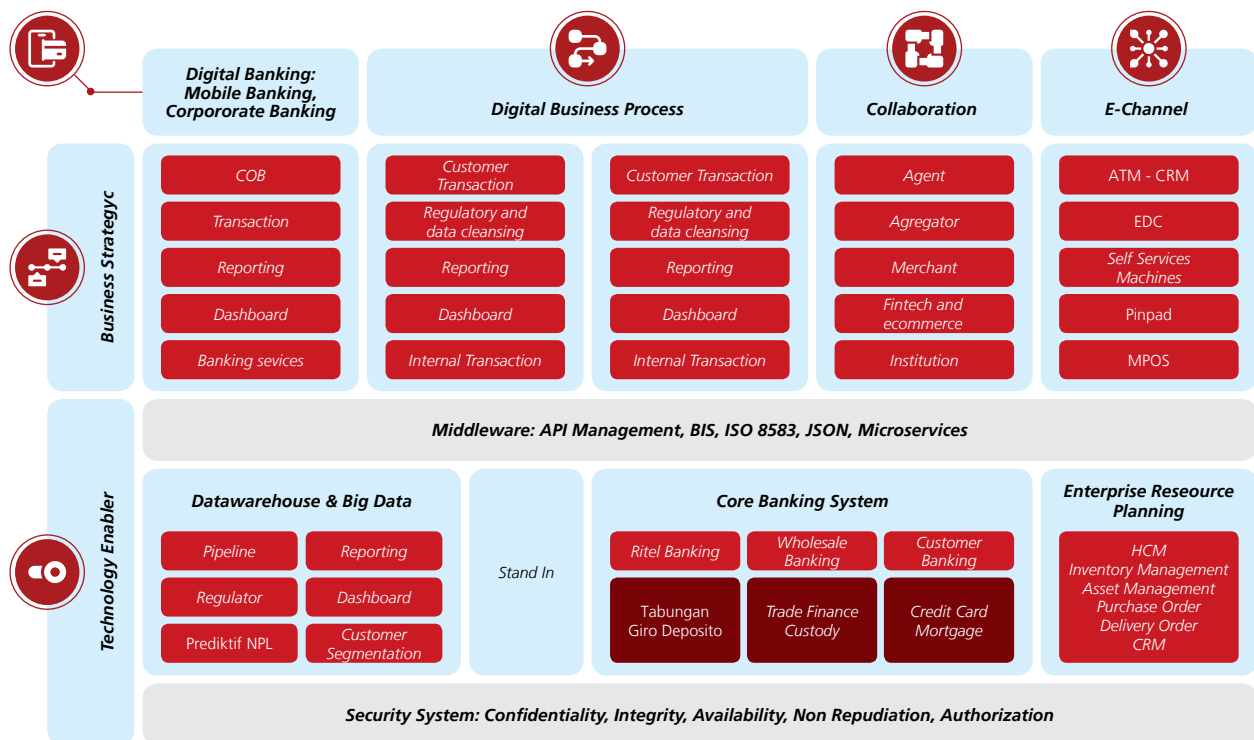 Digital Banking:
Mobile Banking,
Corpororate Banking
Digital Business Process
Collaboration
E-Channel
Business Strategyc
COB
Transaction
Reporting
Dashboard
Banking sevices
Customer
Transaction
Regulatory and
data cleansing
Reporting
Dashboard
Internal Transaction
Customer Transaction
Regulatory and
data cleansing
Reporting
Dashboard
Internal Transaction
Agent
Agregator
Merchant
Fintech and
ecommerce
Institution
ATM - CRM
EDC
Self Services
Machines
Pinpad
MPOS
Technology Enabler
Middleware: API Management, BIS, ISO 8583, JSON, Microservices
Datawarehouse & Big Data
Pipeline
Reporting
Regulator
Dashboard
Prediktif NPL
Customer
Segmentation
Stand In
Core Banking System
Ritel Banking
Wholesale
Banking
Customer
Banking
Tabungan
Giro Deposito
Trade Finance
Custody
Credit Card
Mortgage
Enterprise Reseource
Planning
HCM
Inventory Management
Asset Management
Purchase Order
Delivery Order
CRM
Security System: Confidentiality, Integrity, Availability, Non Repudiation, Authorization